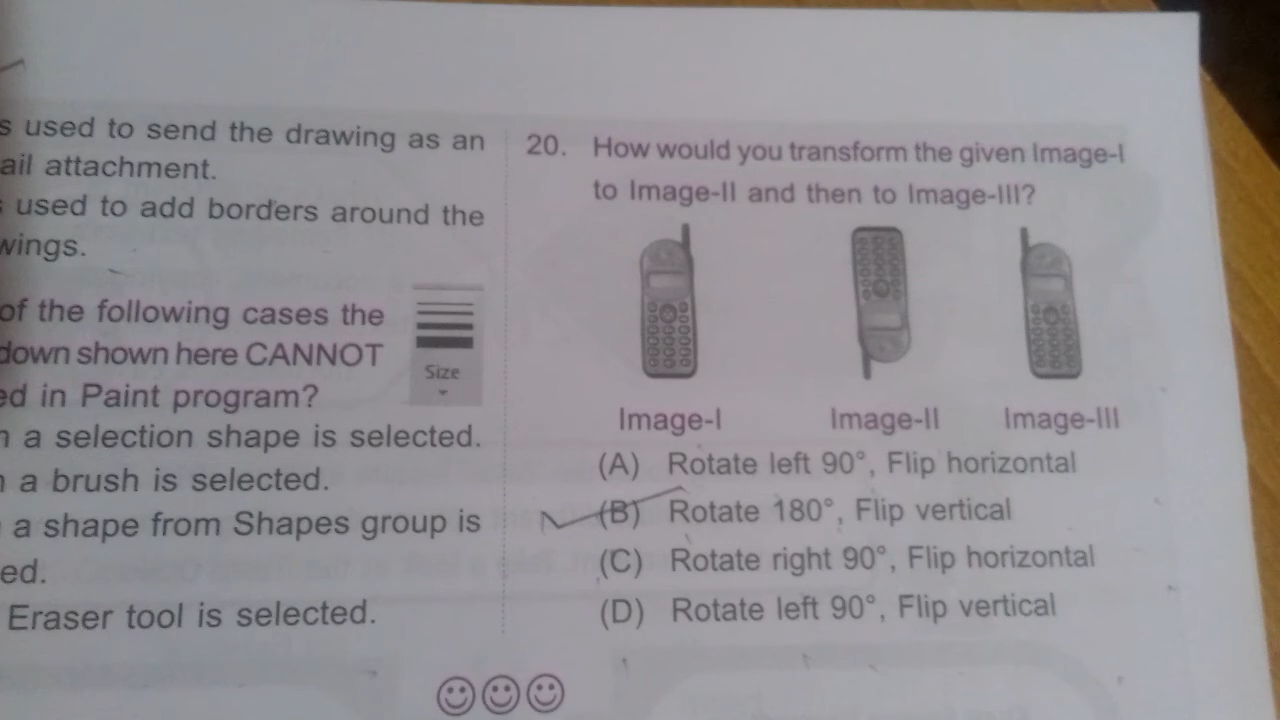 s used to send the drawing as an
ail attachment.
s used to add borders around the
wings.
of the following cases the
down shown here CANNOT
ed in Paint program?
Size
n a selection shape is selected.
n a brush is selected.
a shape from Shapes group is
ed.
Eraser tool is selected.
20. How would you transform the given Image-I
to Image-II and then to Image-III?
Image-I Image-II Image-III
(A) Rotate left 90°, Flip horizontal
(B) Rotate 180°, Flip vertical
(C) Rotate right 90°, Flip horizontal
(D) Rotate left 90°, Flip vertical